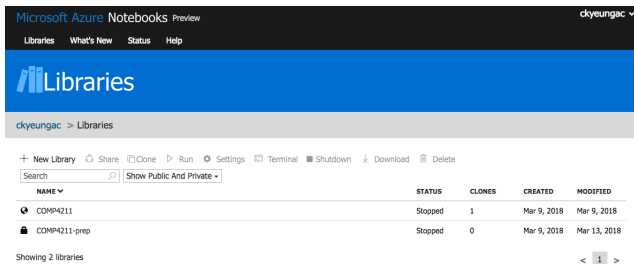 Microsoft Azure Notebooks Preview
ckyeungac
Libraries What's New Status Help
Libraries
ckyeungac > Libraries
+ New Library Share Clone Run Settings Terminal Shutdown Download Delete
Search Show Public And Private
NAME STATUS CLONES CREATED MODIFIED
COMP4211 Stopped 1 Mar 9, 2018 Mar 9, 2018
COMP4211-prep Stopped 0 Mar 9, 2018 Mar 13, 2018
Showing 2 libraries < 1 >